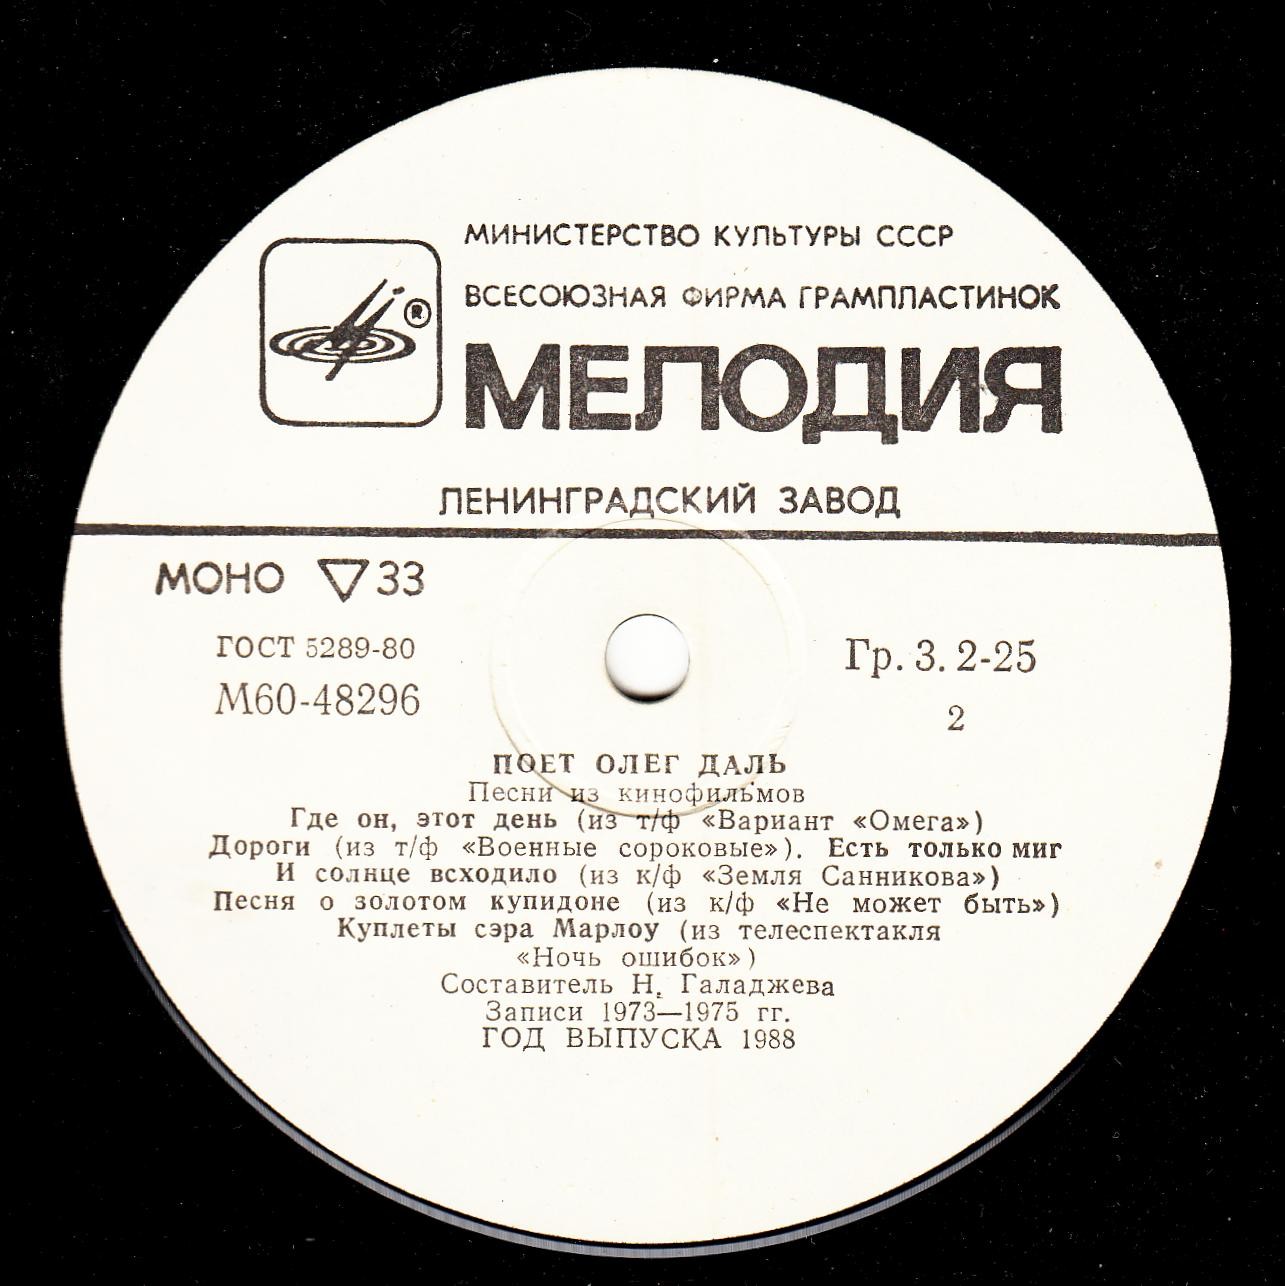 МИНИСТЕРСТВО КУЛЬТУРЫ СССР
ВСЕСОЮЗНАЯ ФИРМА ГРАМПЛАСТИНОК
®
МЕЛОДИЯ
ЛЕНИНГРАДСКИЙ ЗАВОД
МОНО ▽33
ГОСТ 5289-80
М60-48296
Гр. 3. 2-25
2
ПОЕТ ОЛЕГ ДАЛЬ
Песни из кинофильмов
Где он, этот день (из т/ф «Вариант «Омега»)
Дороги (из т/ф «Военные сороковые»). Есть только миг
И солнце всходило (из к/ф «Земля Санникова»)
Песня о золотом купидоне (из к/ф «Не может быть»)
Куплеты сэра Марлоу (из телеспектакля
«Ночь ошибок»)
Составитель Н. Галаджева
Записи 1973—1975 гг.
ГОД ВЫПУСКА 1988